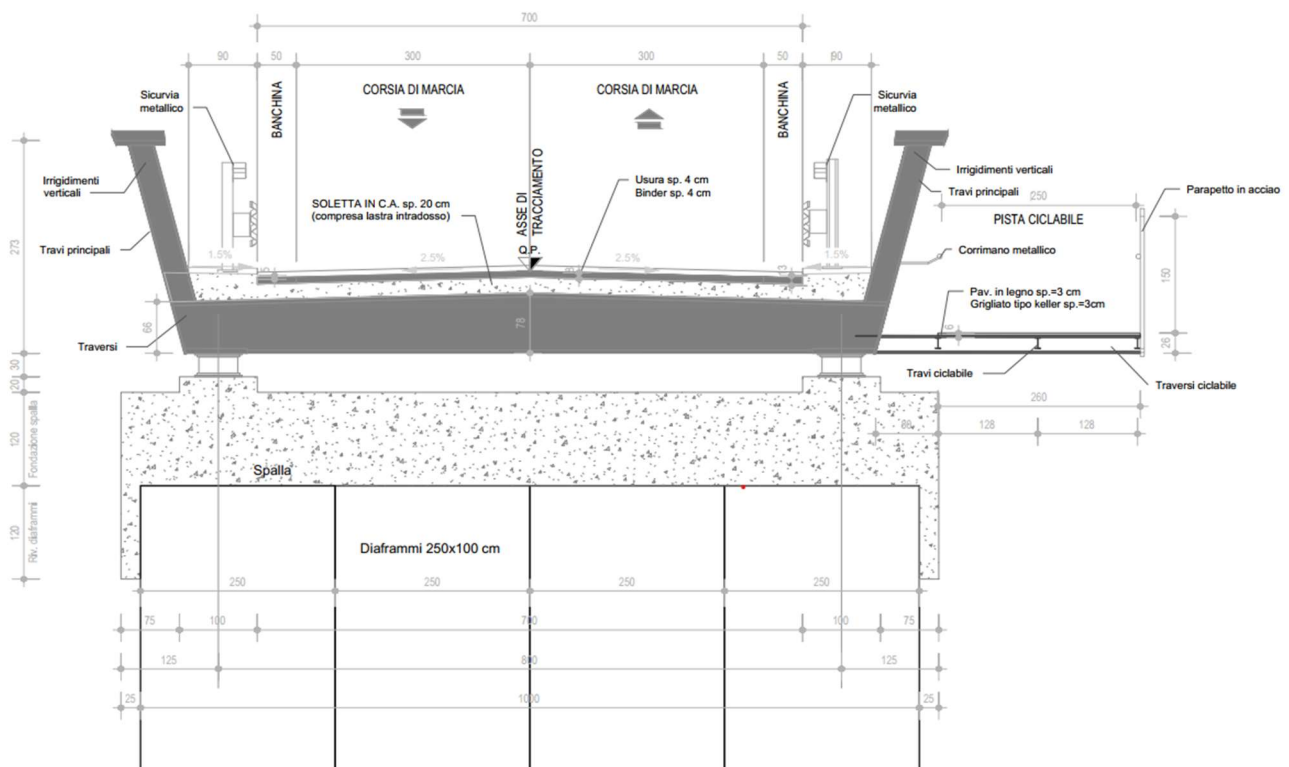 700
90
50
300
300
50
90
CORSIA DI MARCIA
CORSIA DI MARCIA
BANCHINA
BANCHINA
Sicurvia
metallico
Sicurvia
metallico
Irrigidimenti
verticali
Irrigidimenti
verticali
Travi principali
Travi principali
Parapetto in acciao
250
PISTA CICLABILE
ASSE DI
TRACCIAMENTO
Q.P.
Usura sp. 4 cm
Binder sp. 4 cm
SOLETTA IN C.A. sp. 20 cm
(compresa lastra intradosso)
1.5%
2.5%
2.5%
1.5%
Corrimano metallico
273
150
Pav. in legno sp.=3 cm
Grigliato tipo keller sp.=3cm
66
78
6
26
Traversi
30
20
Travi ciclabile
Traversi ciclabile
260
128
128
120
Fondazione spalla
Spalla
120
Riv. diaframmi
Diaframmi 250x100 cm
250
250
250
250
75
100
700
100
75
125
800
125
25
1000
25